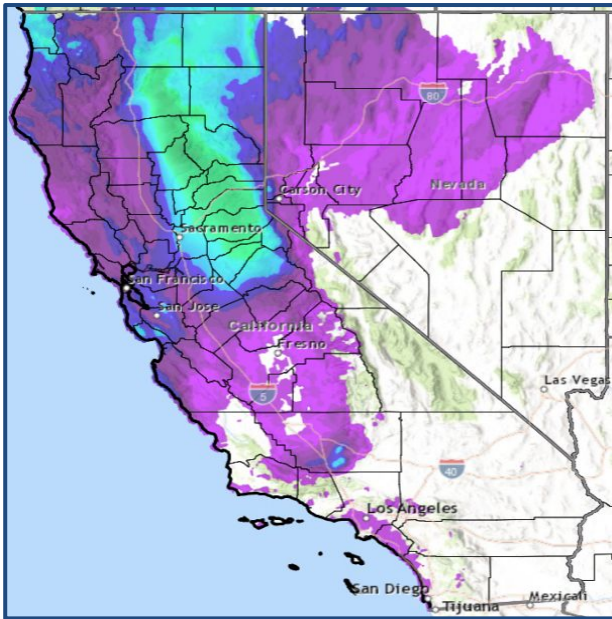 80
Carson City
Nevada
Sacramento
San Francisco
San Jose
California
Fresno
Las Vegas
5
40
Los Angeles
San Diego
Mexicali
Tijuana